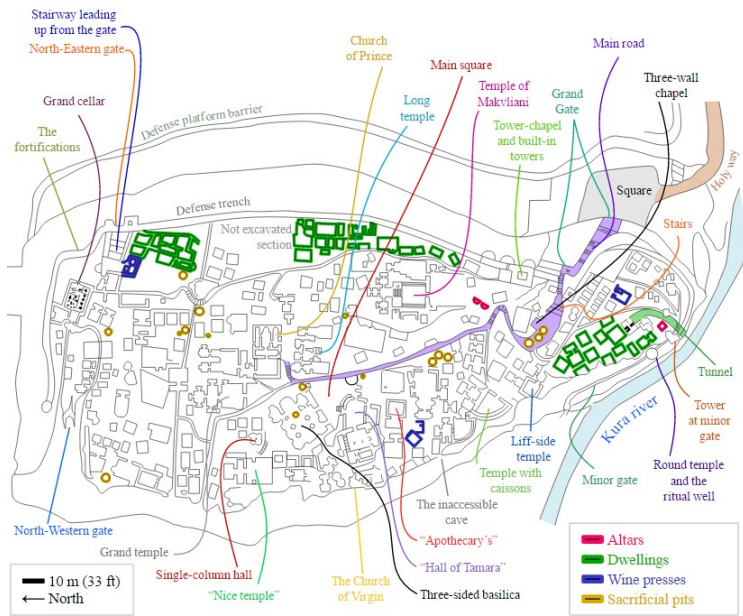 Stairway leading
up from the gate
North-Eastern gate
Grand cellar
The
fortifications
Defense platform barrier
Church
of Prince
Long
temple
Main square
Temple of
Makvliani
Tower-chapel
and built-in
towers
Grand
Gate
Main road
Three-wall
chapel
Square
Holy way
Defense trench
Not excavated
section
Stairs
Tunnel
Tower
at minor
gate
Kura river
Round temple
and the
ritual well
Minor gate
Liff-side
temple
Temple with
caissons
The inaccessible
cave
"Apothecary's"
"Hall of Tamara"
Three-sided basilica
The Church
of Virgin
"Nice temple"
Single-column hall
Grand temple
North-Western gate
10 m (33 ft)
← North
Altars
Dwellings
Wine presses
Sacrificial pits